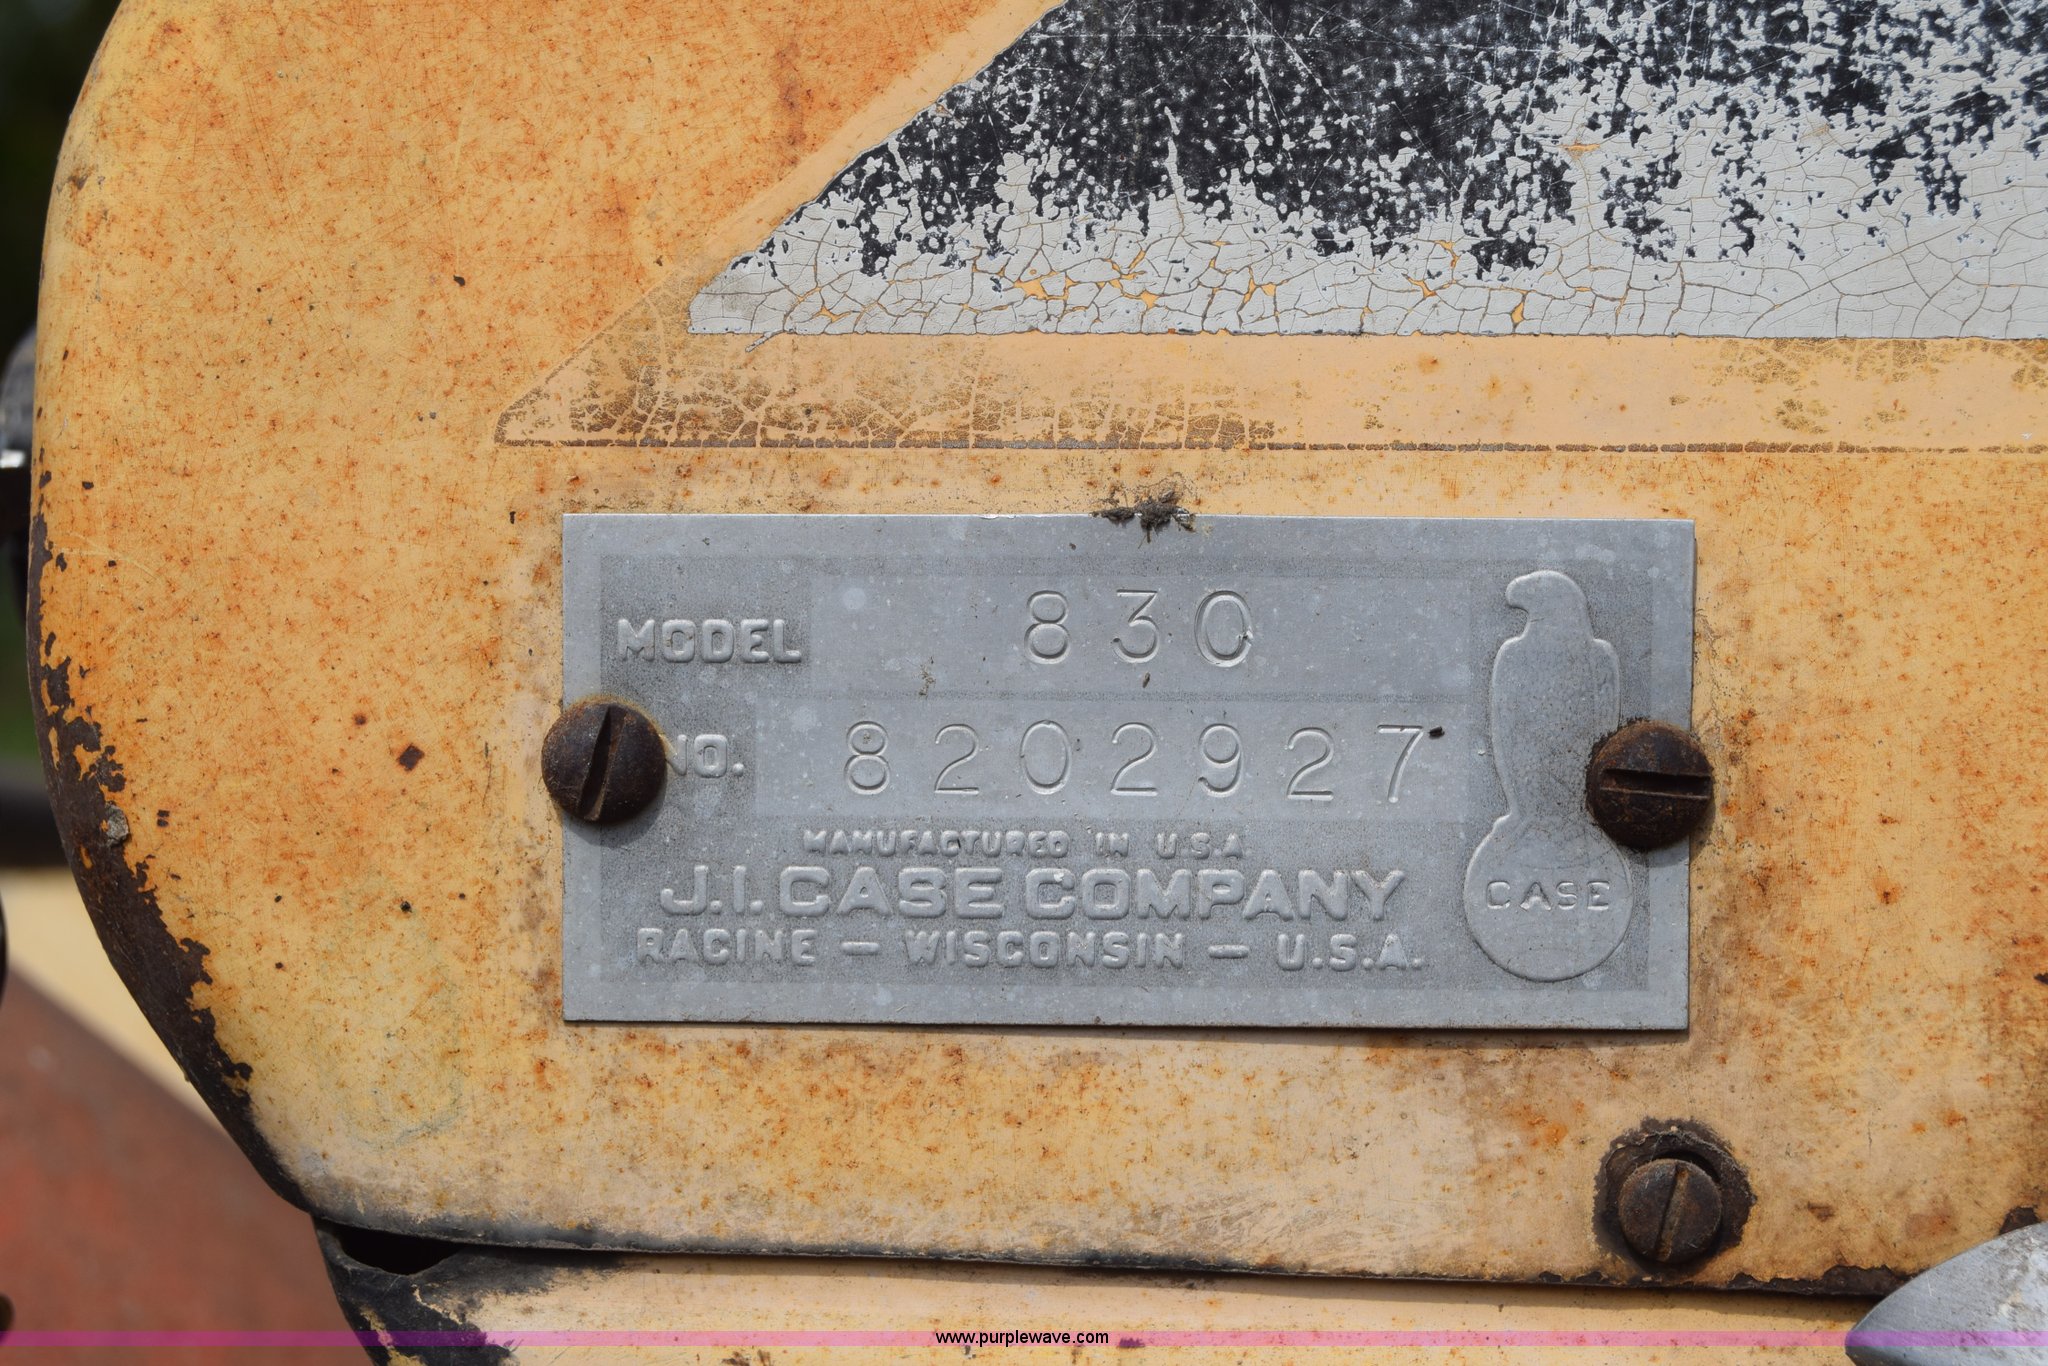 MODEL 830
NO. 8202927
MANUFACTURED IN U.S.A.
J.I. CASE COMPANY
RACINE — WISCONSIN — U.S.A.
CASE
www.purplewave.com